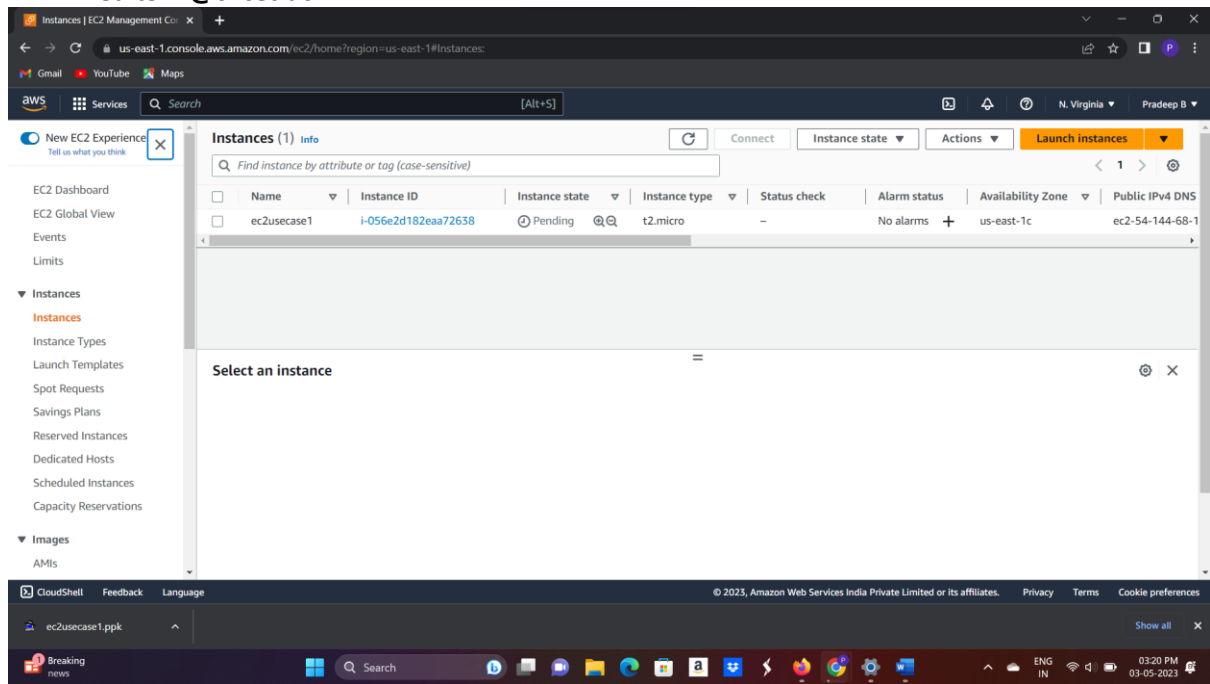 Instances | EC2 Management Con
us-east-1.console.aws.amazon.com/ec2/home?region=us-east-1#Instances:
P
Gmail YouTube Maps
aws Services Search [Alt+S] N. Virginia Pradeep B
New EC2 Experience
Tell us what you think
EC2 Dashboard
EC2 Global View
Events
Limits
Instances
Instances
Instance Types
Launch Templates
Spot Requests
Savings Plans
Reserved Instances
Dedicated Hosts
Scheduled Instances
Capacity Reservations
Images
AMIs
Instances (1) Info Connect Instance state Actions Launch instances
Find instance by attribute or tag (case-sensitive) 1
Name Instance ID Instance state Instance type Status check Alarm status Availability Zone Public IPv4 DNS
ec2usecase1 i-056e2d182eaa72638 Pending t2.micro – No alarms + us-east-1c ec2-54-144-68-1
Select an instance
CloudShell Feedback Language © 2023, Amazon Web Services India Private Limited or its affiliates. Privacy Terms Cookie preferences
ec2usecase1.ppk Show all
1 Breaking
news
Search
ENG
IN
03:20 PM
03-05-2023